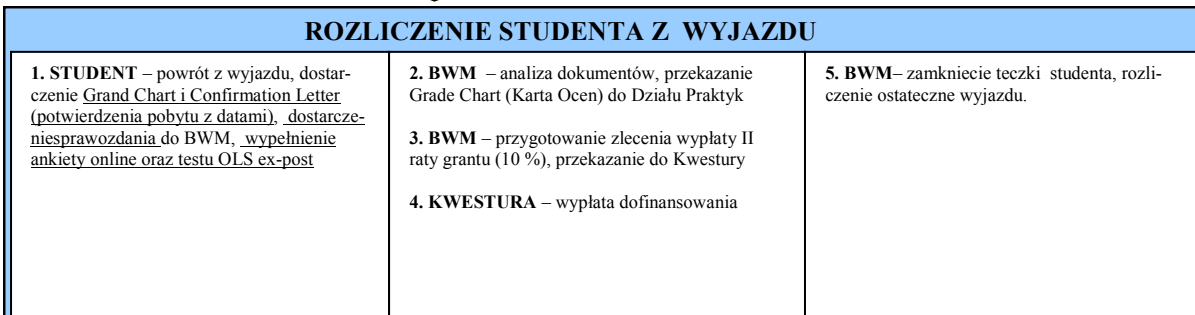 ROZLICZENIE STUDENTA Z WYJAZDU
1. STUDENT – powrót z wyjazdu, dostar-
czenie Grand Chart i Confirmation Letter
(potwierdzenia pobytu z datami), dostarcze-
niesprawozdania do BWM, wypełnienie
ankiety online oraz testu OLS ex-post
2. BWM – analiza dokumentów, przekazanie
Grade Chart (Karta Ocen) do Działu Praktyk
3. BWM – przygotowanie zlecenia wypłaty II
raty grantu (10 %), przekazanie do Kwestury
4. KWESTURA – wypłata dofinansowania
5. BWM– zamkniecie teczki studenta, rozli-
czenie ostateczne wyjazdu.